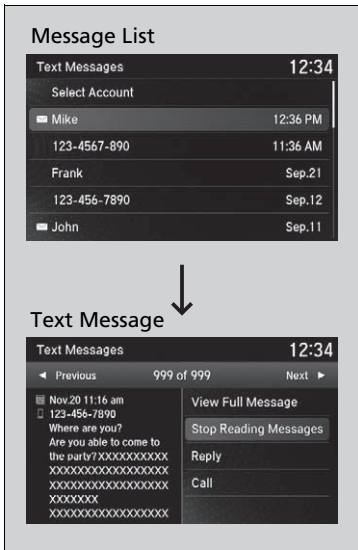 Message List
Text Messages 12:34
Select Account
Mike 12:36 PM
123-4567-890 11:36 AM
Frank Sep.21
123-456-7890 Sep.12
John Sep.11
Text Message
Text Messages 12:34
◄ Previous 999 of 999 Next ►
Nov.20 11:16 am
123-456-7890
Where are you?
Are you able to come to
the party?XXXXXXXXXX
XXXXXXXXXXXXXXXXX
XXXXXXXXXXXXXXXXX
XXXXXXX
XXXXXXXXXXXXXXXXX
View Full Message
Stop Reading Messages
Reply
Call